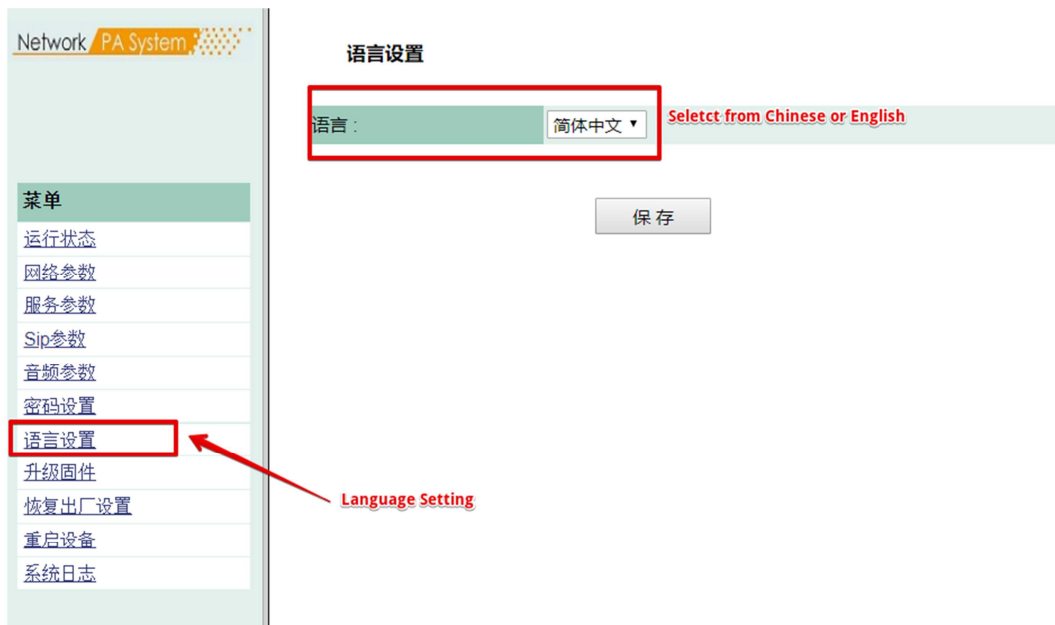 Network PA System
菜单
运行状态
网络参数
服务参数
Sip参数
音频参数
密码设置
语言设置
升级固件
恢复出厂设置
重启设备
系统日志
语言设置
语言 : 简体中文 Seletct from Chinese or English
保 存
Language Setting